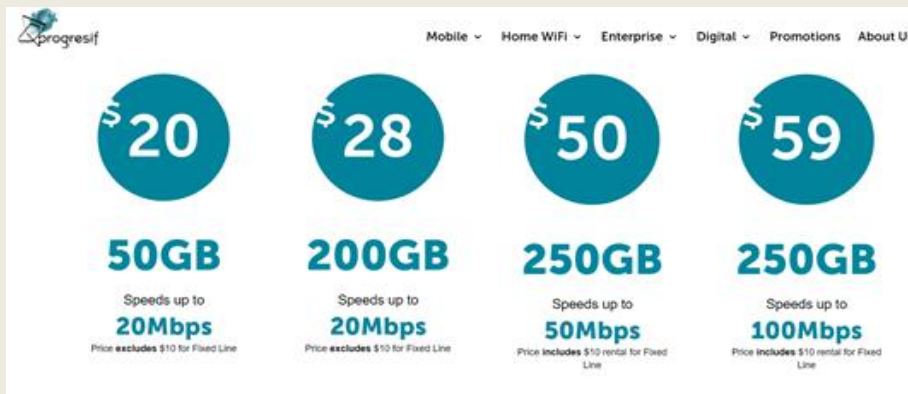 progresif
Mobile Home WiFi Enterprise Digital Promotions About U
$20
$28
$50
$59
50GB
Speeds up to
20Mbps
Price excludes $10 for Fixed Line
200GB
Speeds up to
20Mbps
Price excludes $10 for Fixed Line
250GB
Speeds up to
50Mbps
Price includes $10 rental for Fixed
Line
250GB
Speeds up to
100Mbps
Price includes $10 rental for Fixed
Line